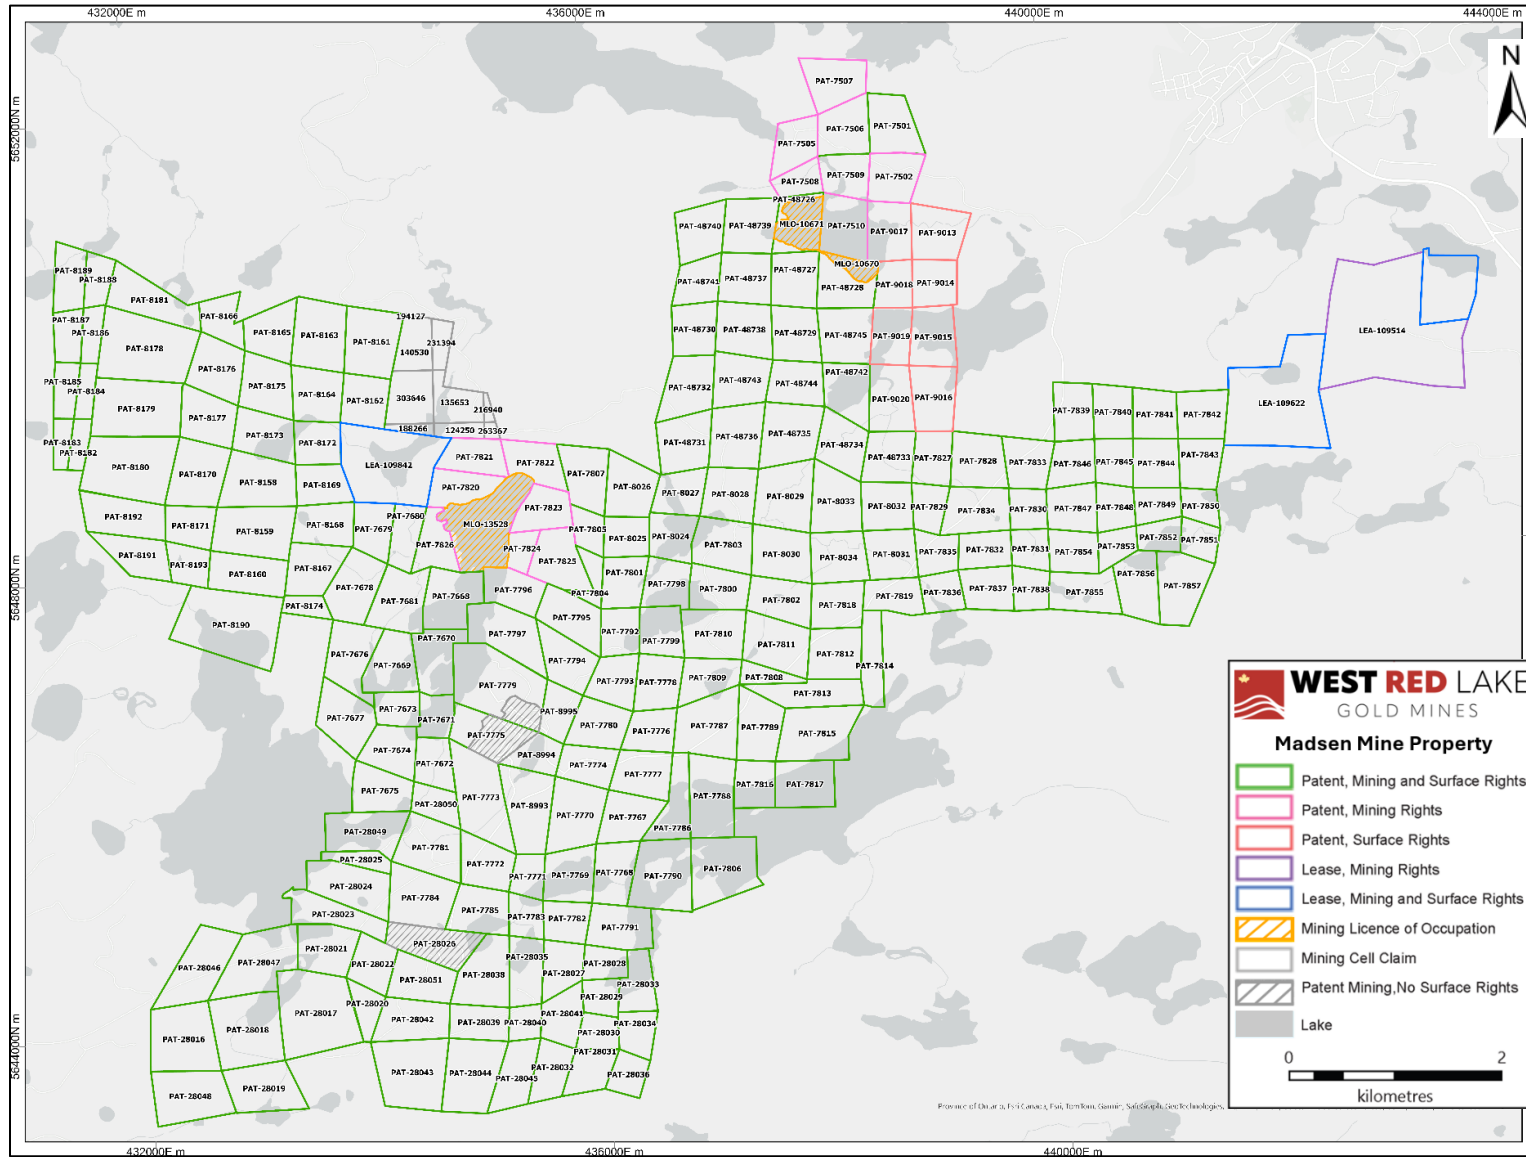 432000E m
436000E m
440000E m
444000E m
5652000N m
5648000N m
5644000N m
N
PAT-7507
PAT-7506
PAT-7501
PAT-7505
PAT-7509
PAT-7502
PAT-7508
PAT-48726
PAT-48740
PAT-48739
MLO-10671
PAT-7510
PAT-9017
PAT-9013
MLO-10670
PAT-48741
PAT-48737
PAT-48727
PAT-48728
PAT-9018
PAT-9014
PAT-48730
PAT-48738
PAT-48729
PAT-48745
PAT-9019
PAT-9015
PAT-48732
PAT-48743
PAT-48744
PAT-48742
PAT-9020
PAT-9016
PAT-48731
PAT-48736
PAT-48735
PAT-48734
PAT-48733
PAT-7827
PAT-7828
PAT-7833
PAT-7839
PAT-7840
PAT-7841
PAT-7842
PAT-7846
PAT-7845
PAT-7844
PAT-7843
LEA-109514
LEA-109622
PAT-8189
PAT-8188
PAT-8181
PAT-8166
PAT-8187
PAT-8186
PAT-8178
PAT-8165
PAT-8163
PAT-8161
194127
231394
140530
PAT-8176
PAT-8185
PAT-8184
PAT-8175
PAT-8164
PAT-8162
303646
135653
216940
PAT-8179
PAT-8177
188266
124250
263367
PAT-8183
PAT-8182
PAT-8173
PAT-8172
LEA-109842
PAT-7821
PAT-7822
PAT-8180
PAT-8170
PAT-8158
PAT-8169
PAT-7820
PAT-7807
PAT-8026
PAT-8027
PAT-8028
PAT-8029
PAT-8033
PAT-8032
PAT-7829
PAT-7834
PAT-7830
PAT-7847
PAT-7848
PAT-7849
PAT-7850
PAT-8192
PAT-8171
PAT-8159
PAT-8168
PAT-7679
PAT-7680
MLO-13528
PAT-7823
PAT-7805
PAT-8025
PAT-8024
PAT-7803
PAT-8030
PAT-8034
PAT-8031
PAT-7835
PAT-7832
PAT-7831
PAT-7854
PAT-7853
PAT-7852
PAT-7851
PAT-8191
PAT-8193
PAT-8160
PAT-8167
PAT-7826
PAT-7824
PAT-7825
PAT-7801
PAT-7798
PAT-7800
PAT-7802
PAT-7818
PAT-7819
PAT-7836
PAT-7837
PAT-7838
PAT-7855
PAT-7856
PAT-7857
PAT-8174
PAT-7678
PAT-7681
PAT-7668
PAT-7796
PAT-7804
PAT-8190
PAT-7670
PAT-7797
PAT-7795
PAT-7792
PAT-7799
PAT-7810
PAT-7811
PAT-7812
PAT-7814
PAT-7676
PAT-7669
PAT-7794
PAT-7779
PAT-7793
PAT-7778
PAT-7809
PAT-7808
PAT-7813
PAT-7677
PAT-7673
PAT-7671
PAT-8995
PAT-7775
PAT-7780
PAT-7776
PAT-7787
PAT-7789
PAT-7815
PAT-7674
PAT-7672
PAT-8994
PAT-7774
PAT-7777
PAT-7675
PAT-28050
PAT-7773
PAT-8993
PAT-7770
PAT-7767
PAT-7788
PAT-7816
PAT-7817
PAT-28049
PAT-7786
PAT-28025
PAT-7781
PAT-7772
PAT-7771
PAT-7769
PAT-7768
PAT-7790
PAT-7806
PAT-28024
PAT-7784
PAT-28023
PAT-7785
PAT-7783
PAT-7782
PAT-7791
PAT-28021
PAT-28026
PAT-28046
PAT-28047
PAT-28022
PAT-28051
PAT-28038
PAT-28035
PAT-28027
PAT-28028
PAT-28033
PAT-28017
PAT-28020
PAT-28042
PAT-28039
PAT-28040
PAT-28041
PAT-28029
PAT-28034
PAT-28030
PAT-28016
PAT-28018
PAT-28031
PAT-28043
PAT-28044
PAT-28045
PAT-28032
PAT-28036
PAT-28048
PAT-28019
WEST RED LAKE
GOLD MINES
Madsen Mine Property
Patent, Mining and Surface Rights
Patent, Mining Rights
Patent, Surface Rights
Lease, Mining Rights
Lease, Mining and Surface Rights
Mining Licence of Occupation
Mining Cell Claim
Patent Mining,No Surface Rights
Lake
0 2
kilometres
Province of Ontario, Esri Canada, Esri, TomTom, Garmin, SafeGraph, GeoTechnologies,
432000E m
436000E m
440000E m